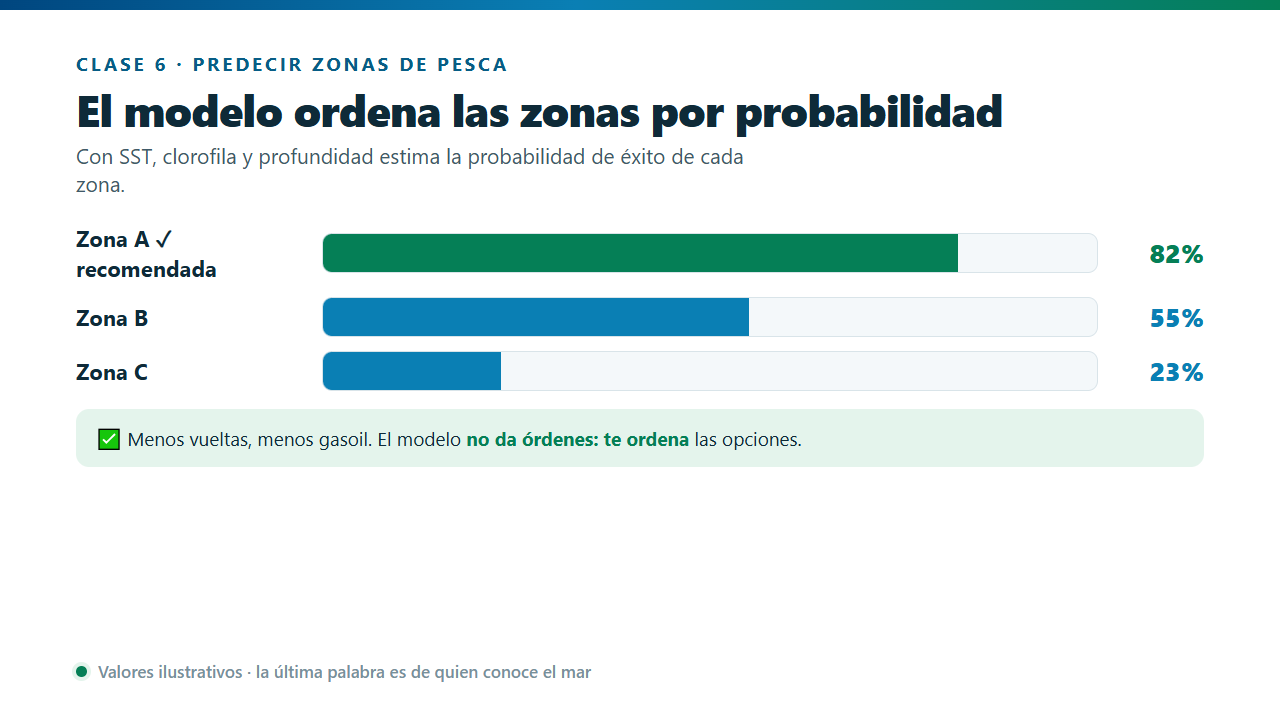 CLASE 6 · PREDECIR ZONAS DE PESCA
El modelo ordena las zonas por probabilidad
Con SST, clorofila y profundidad estima la probabilidad de éxito de cada
zona.
Zona A ✓
recomendada
82%
Zona B
55%
Zona C
23%
✅ Menos vueltas, menos gasoil. El modelo no da órdenes: te ordena las opciones.
Valores ilustrativos · la última palabra es de quien conoce el mar